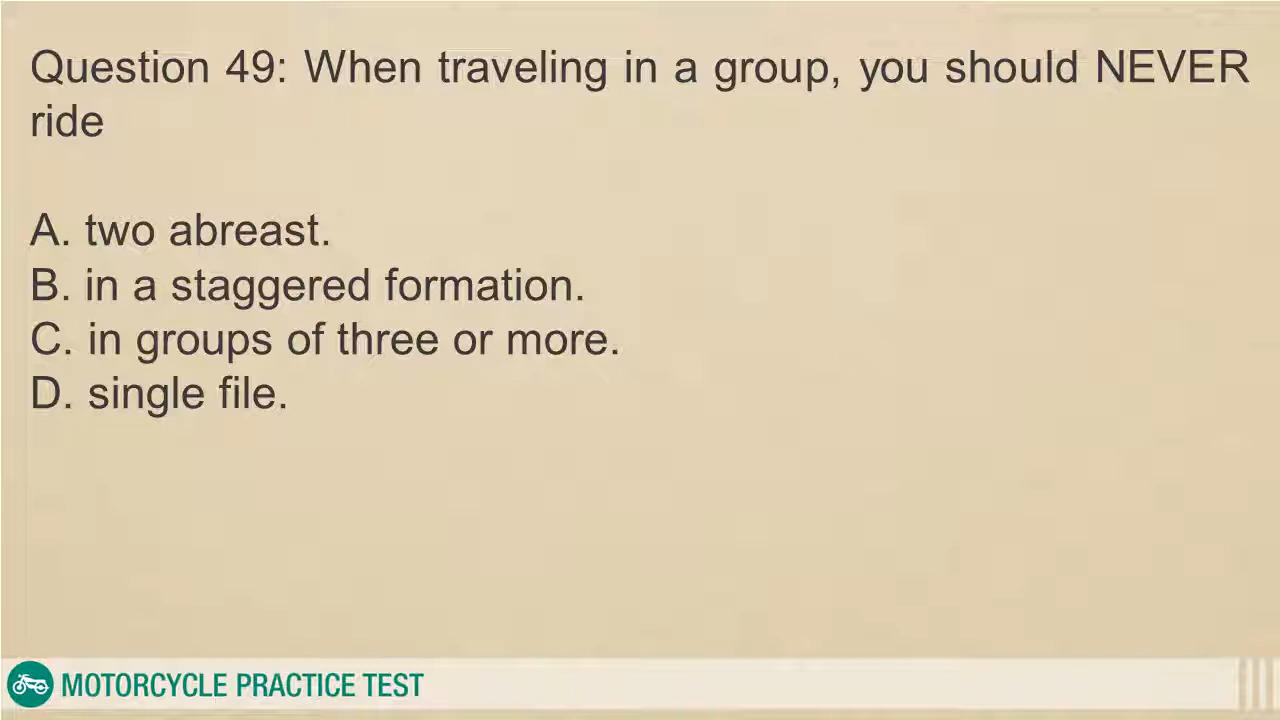 Question 49: When traveling in a group, you should NEVER
ride
A. two abreast.
B. in a staggered formation.
C. in groups of three or more.
D. single file.
MOTORCYCLE PRACTICE TEST